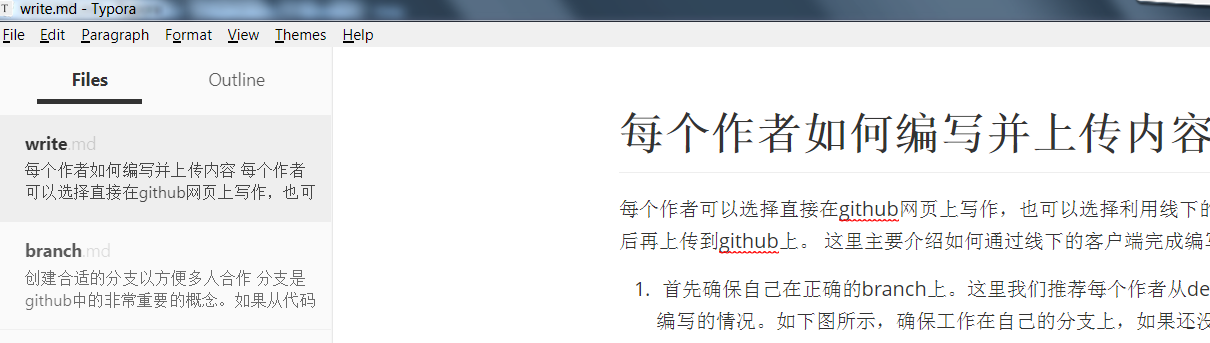 write.md - Typora
File Edit Paragraph Format View Themes Help
Files Outline
write.md
每个作者如何编写并上传内容 每个作者
可以选择直接在github网页上写作，也可
branch.md
创建合适的分支以方便多人合作 分支是
github中的非常重要的概念。如果从代码
每个作者如何编写并上传内容
每个作者可以选择直接在github网页上写作，也可以选择利用线下的
后再上传到github上。 这里主要介绍如何通过线下的客户端完成编写
1. 首先确保自己在正确的branch上。这里我们推荐每个作者从de
编写的情况。如下图所示，确保工作在自己的分支上，如果还没